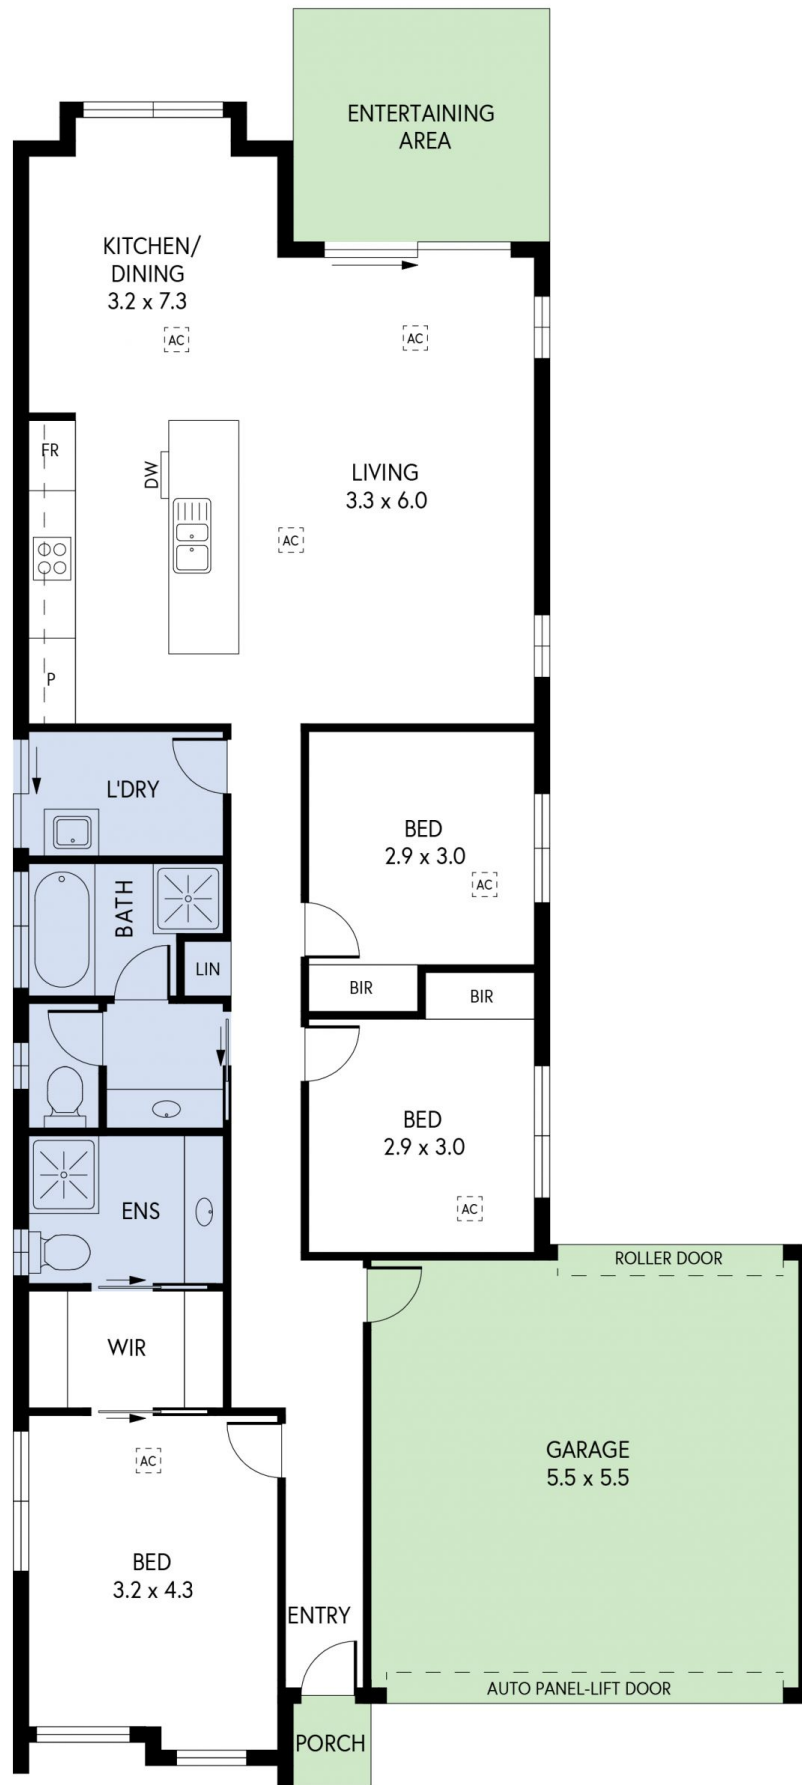 ENTERTAINING
AREA
KITCHEN/
DINING
3.2 x 7.3
AC
AC
FR
DW
LIVING
3.3 x 6.0
AC
P
L'DRY
BED
2.9 x 3.0
AC
BATH
LIN
BIR
BIR
BED
2.9 x 3.0
AC
ENS
ROLLER DOOR
WIR
AC
GARAGE
5.5 x 5.5
BED
3.2 x 4.3
ENTRY
AUTO PANEL-LIFT DOOR
PORCH